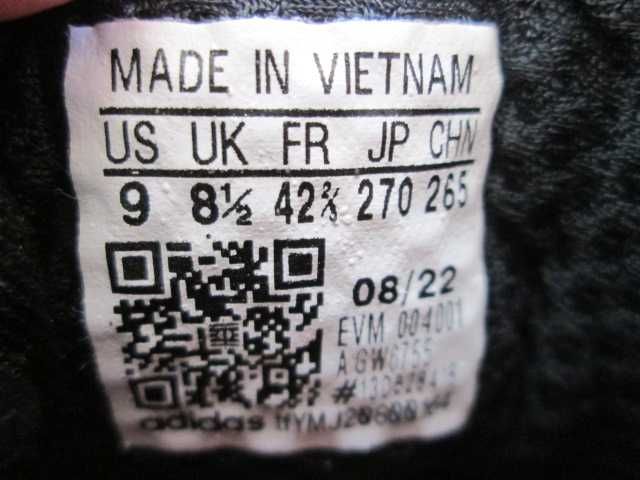 MADE IN VIETNAM
US UK FR JP CHN
9 8½ 42⅔ 270 265
08/22
EVM 004001
A GW6755
adidas